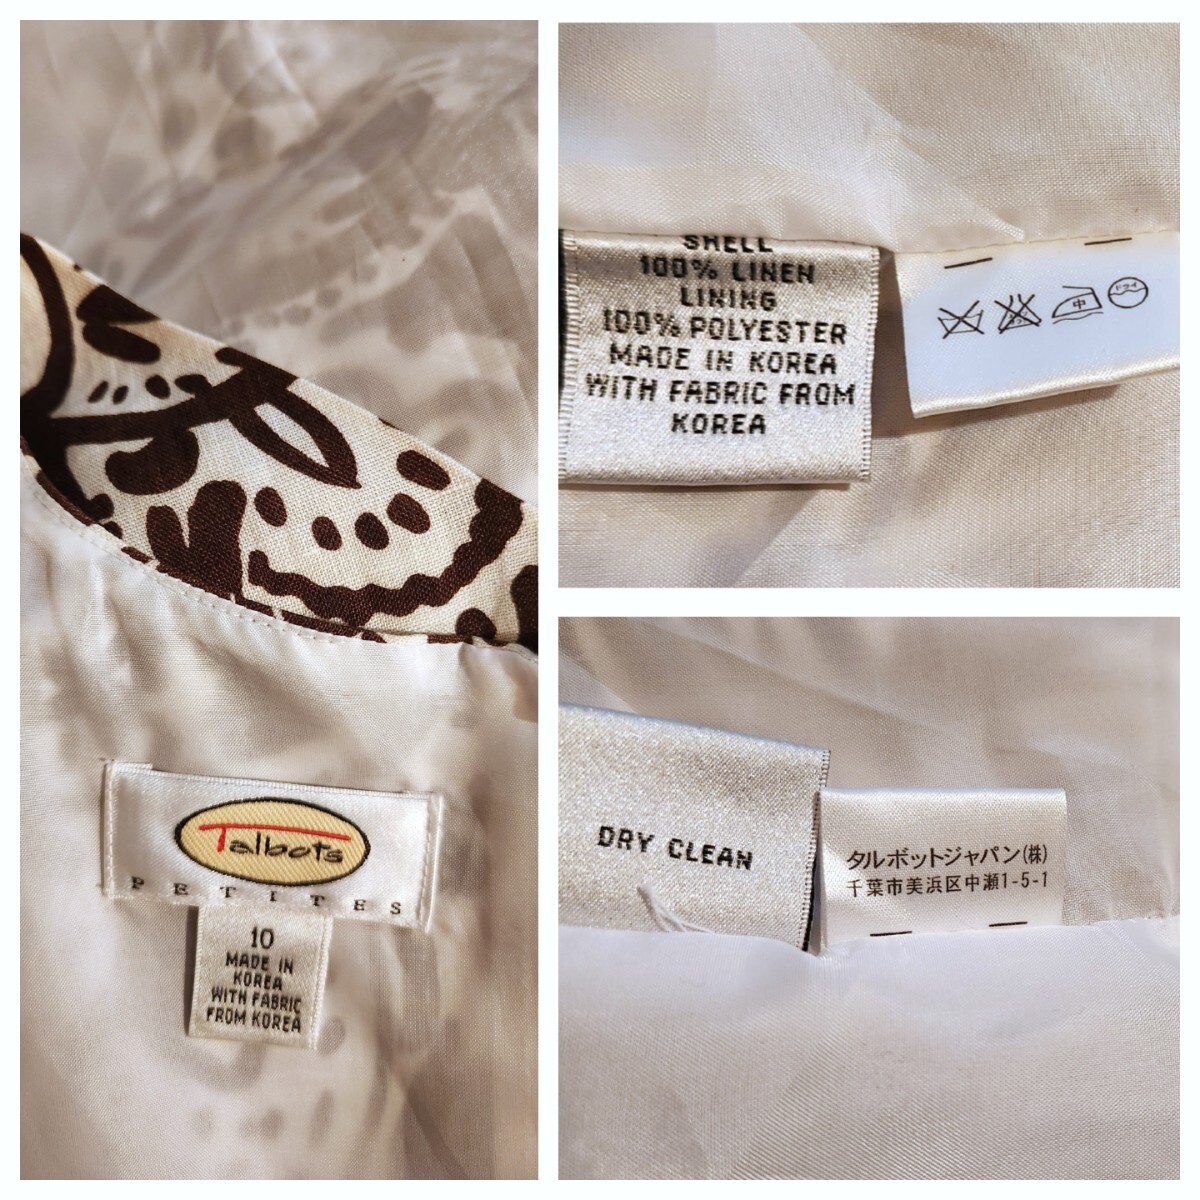 Talbots
PETITES
10
MADE IN
KOREA
WITH FABRIC
FROM KOREA
SHELL
100% LINEN
LINING
100% POLYESTER
MADE IN KOREA
WITH FABRIC FROM
KOREA
中
ドライ
DRY CLEAN
タルボットジャパン(株)
千葉市美浜区中瀬1-5-1